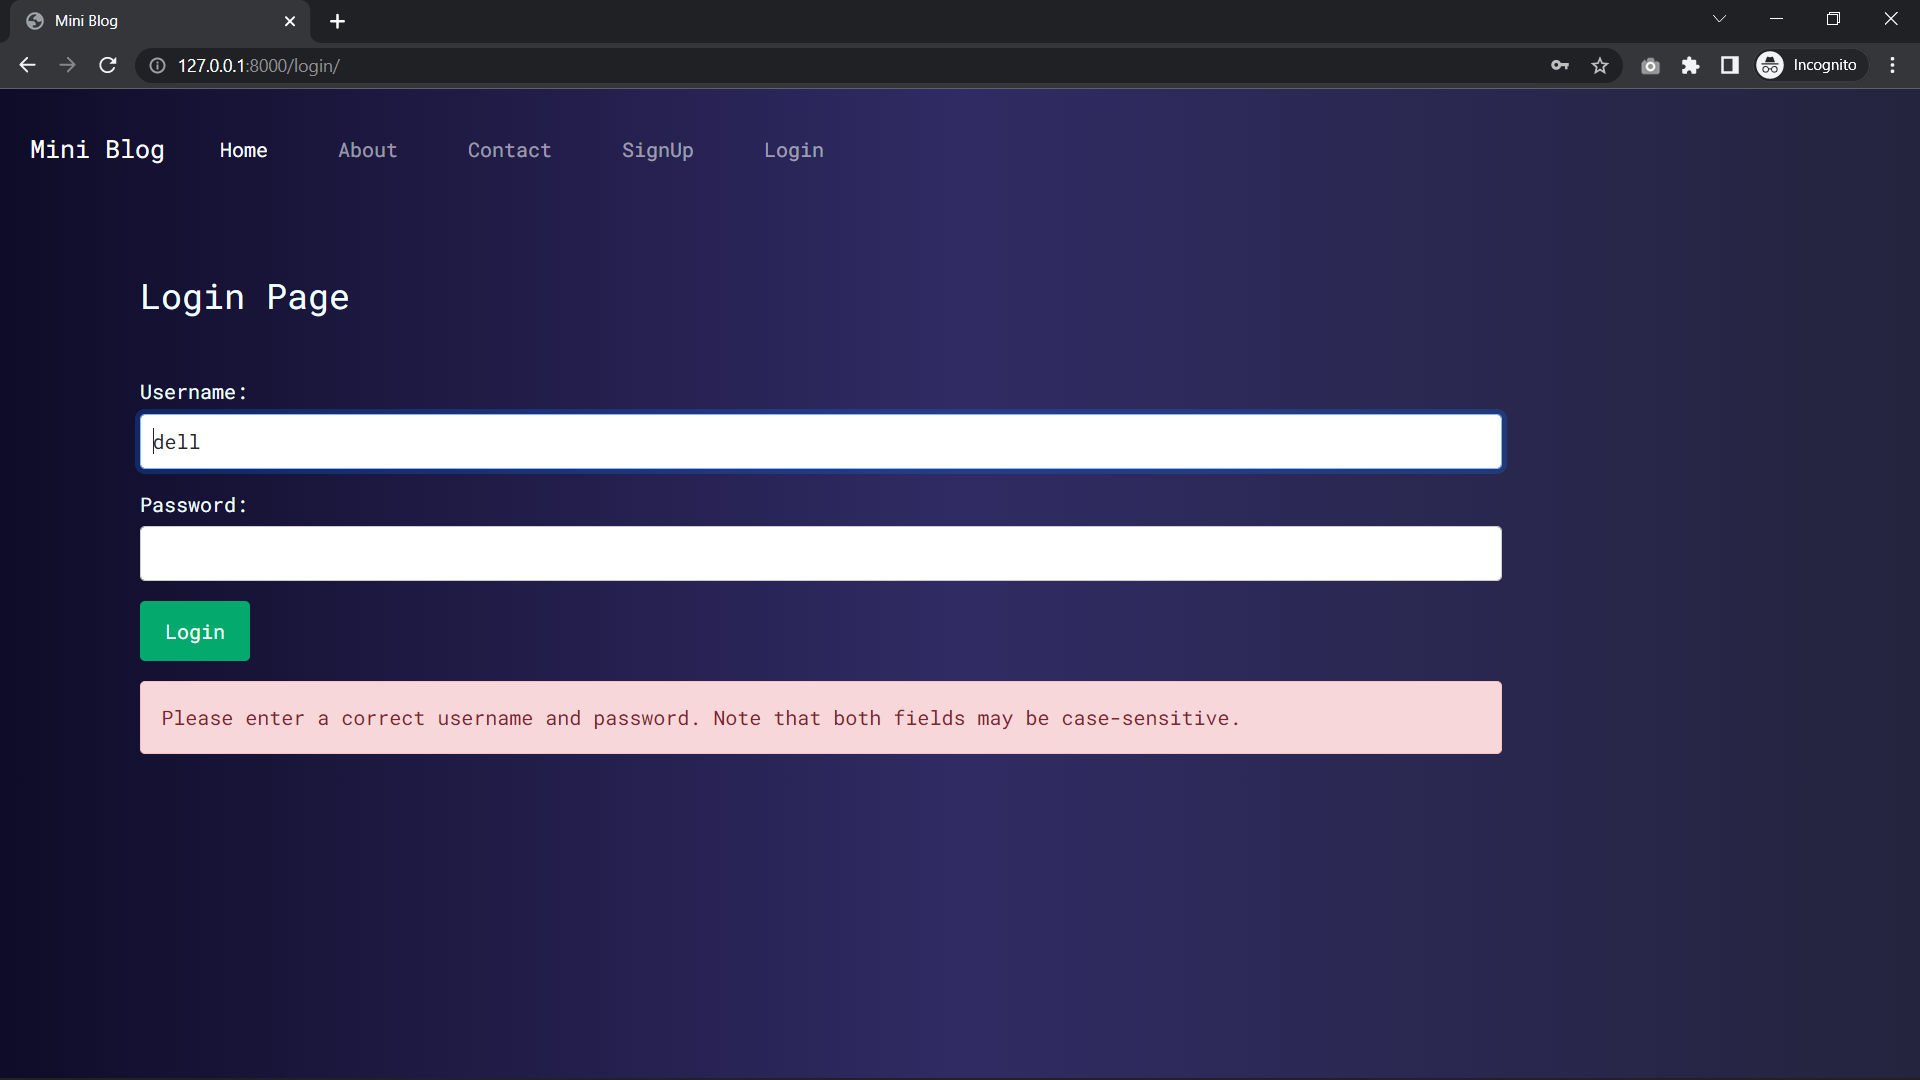 Mini Blog
127.0.0.1:8000/login/
Incognito
Mini Blog Home About Contact SignUp Login
Login Page
Username:
dell
Password:
Login
Please enter a correct username and password. Note that both fields may be case-sensitive.